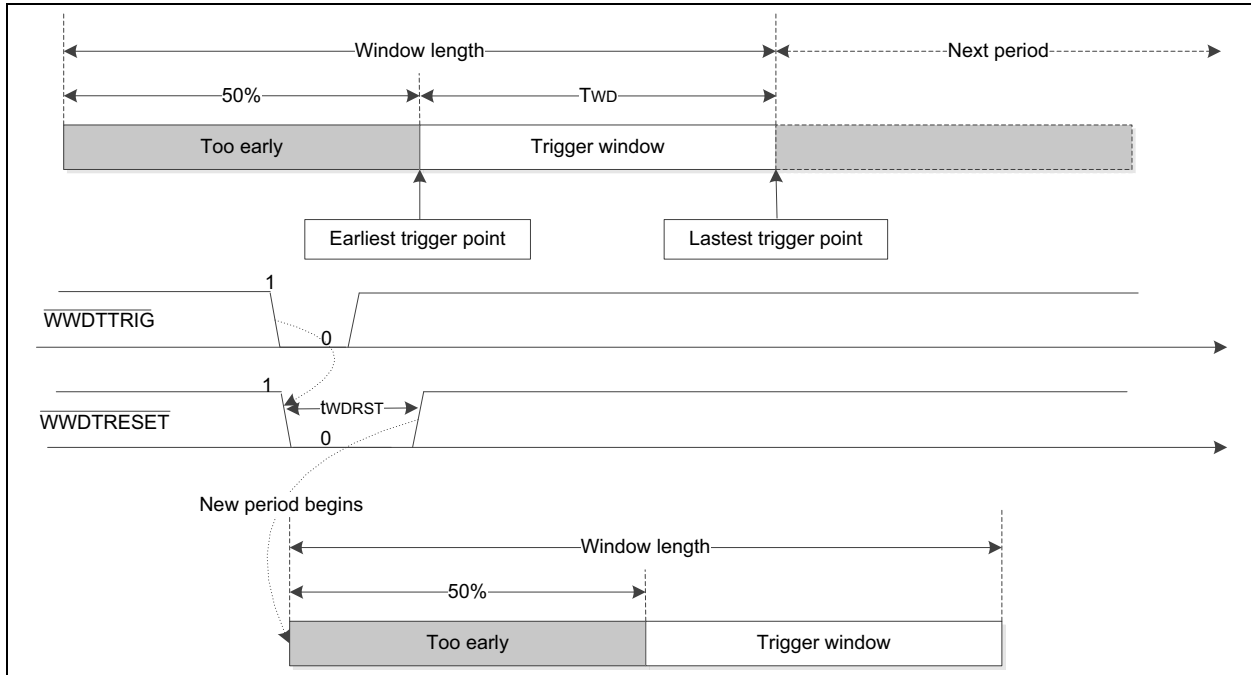 Window length
Next period
50%
TWD
Too early
Trigger window
Earliest trigger point
Lastest trigger point
1
WWDTTRIG
0
1
WWDTRESET
tWDRST
0
New period begins
Window length
50%
Too early
Trigger window